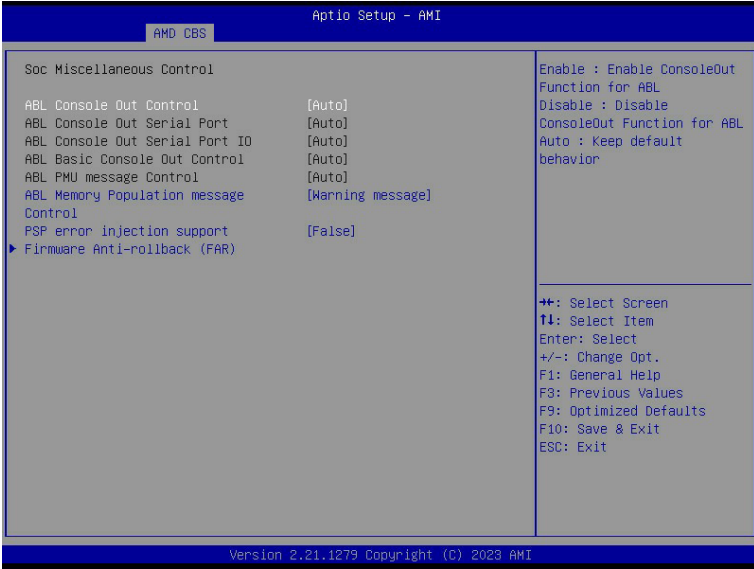 Aptio Setup – AMI
AMD CBS
Soc Miscellaneous Control
ABL Console Out Control [Auto]
ABL Console Out Serial Port [Auto]
ABL Console Out Serial Port IO [Auto]
ABL Basic Console Out Control [Auto]
ABL PMU message Control [Auto]
ABL Memory Population message [Warning message]
Control
PSP error injection support [False]
Firmware Anti-rollback (FAR)
Enable : Enable ConsoleOut
Function for ABL
Disable : Disable
ConsoleOut Function for ABL
Auto : Keep default
behavior
→←: Select Screen
↑↓: Select Item
Enter: Select
+/-: Change Opt.
F1: General Help
F3: Previous Values
F9: Optimized Defaults
F10: Save & Exit
ESC: Exit
Version 2.21.1279 Copyright (C) 2023 AMI